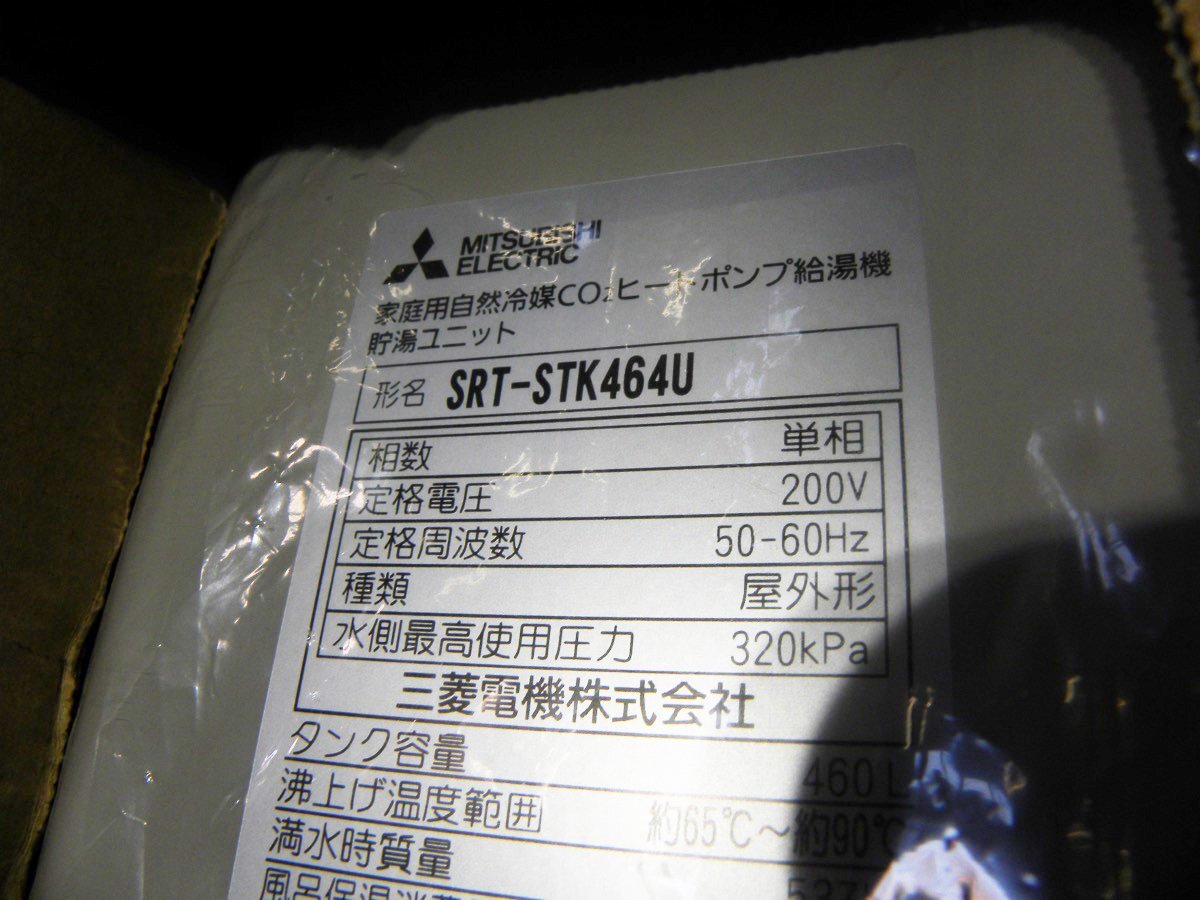 MITSUBISHI
ELECTRIC
家庭用自然冷媒CO₂ヒートポンプ給湯機
貯湯ユニット
形名 SRT-STK464U
相数 単相
定格電圧 200V
定格周波数 50-60Hz
種類 屋外形
水側最高使用圧力 320kPa
三菱電機株式会社
タンク容量 460L
沸上げ温度範囲 約65℃～約90℃
満水時質量